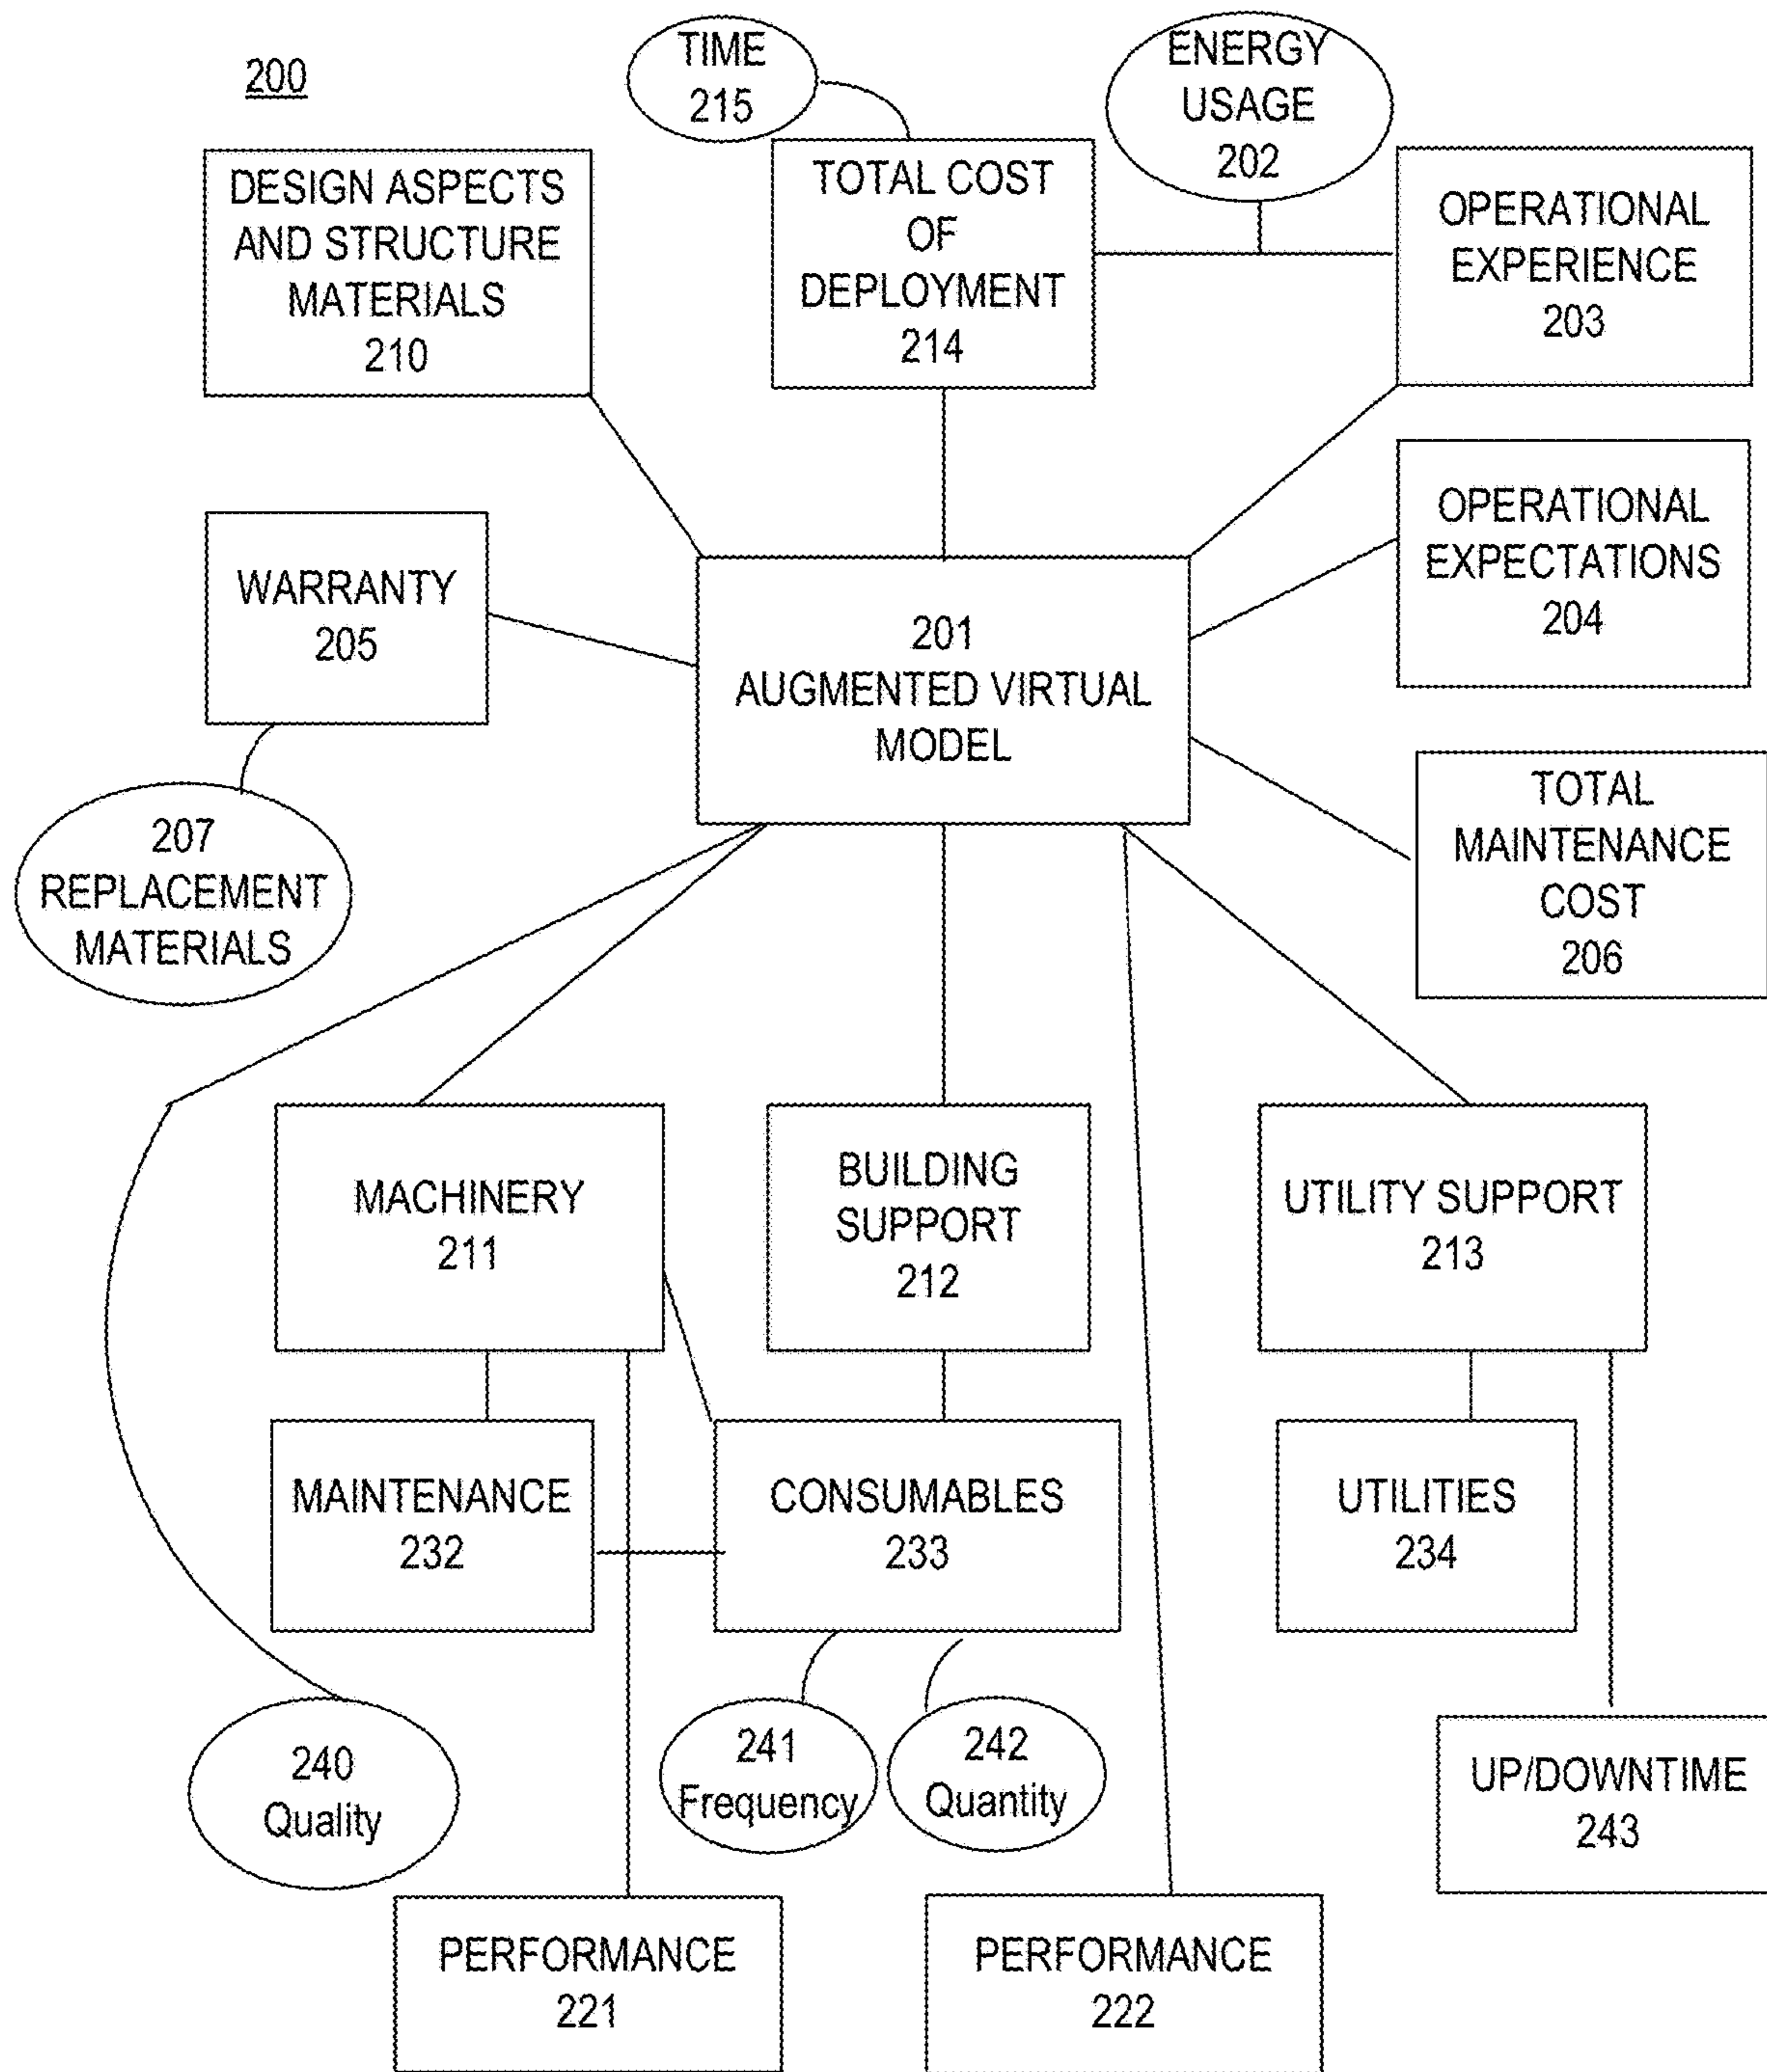 200
TIME
215
ENERGY
USAGE
202
DESIGN ASPECTS
AND STRUCTURE
MATERIALS
210
TOTAL COST
OF
DEPLOYMENT
214
OPERATIONAL
EXPERIENCE
203
OPERATIONAL
EXPECTATIONS
204
WARRANTY
205
201
AUGMENTED VIRTUAL
MODEL
TOTAL
MAINTENANCE
COST
206
207
REPLACEMENT
MATERIALS
MACHINERY
211
BUILDING
SUPPORT
212
UTILITY SUPPORT
213
MAINTENANCE
232
CONSUMABLES
233
UTILITIES
234
240
Quality
241
Frequency
242
Quantity
UP/DOWNTIME
243
PERFORMANCE
221
PERFORMANCE
222